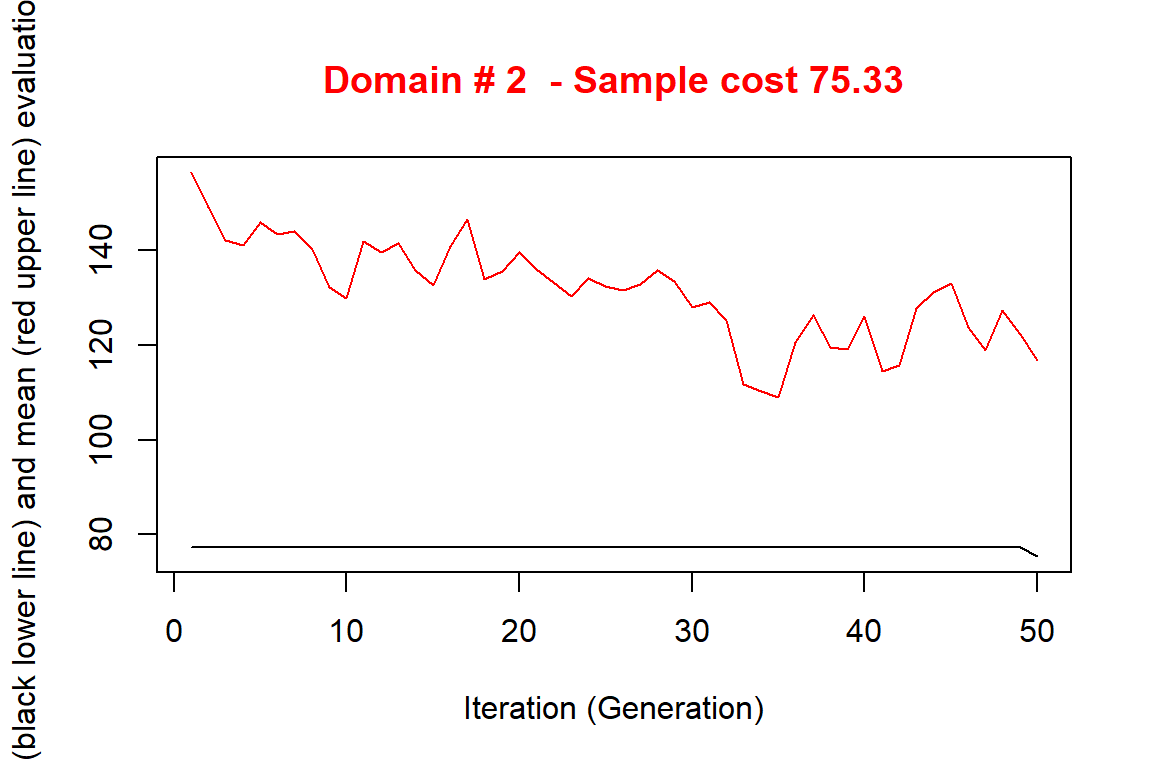 Domain # 2  - Sample cost 75.33
(black lower line) and mean (red upper line) evaluatio
140
120
100
80
0 10 20 30 40 50
Iteration (Generation)